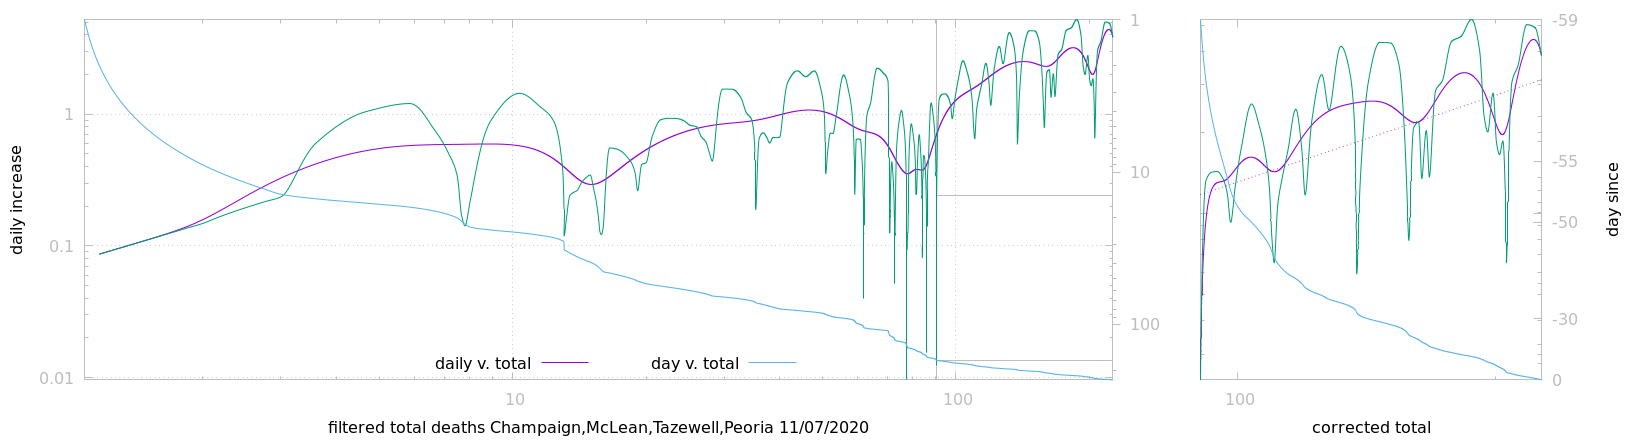 1
-59
1
daily increase
10
-55
day since
-50
0.1
100
-30
daily v. total
day v. total
0.01
0
10
100
100
filtered total deaths Champaign,McLean,Tazewell,Peoria 11/07/2020
corrected total